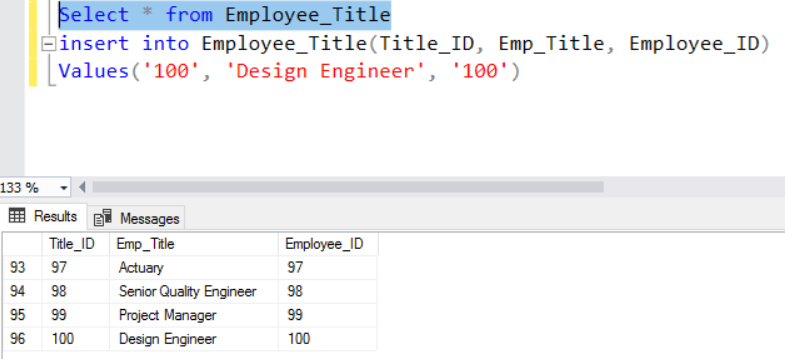 Select * from Employee_Title
insert into Employee_Title(Title_ID, Emp_Title, Employee_ID)
Values('100', 'Design Engineer', '100')
133 %
Results Messages
Title_ID Emp_Title Employee_ID
93 97 Actuary 97
94 98 Senior Quality Engineer 98
95 99 Project Manager 99
96 100 Design Engineer 100